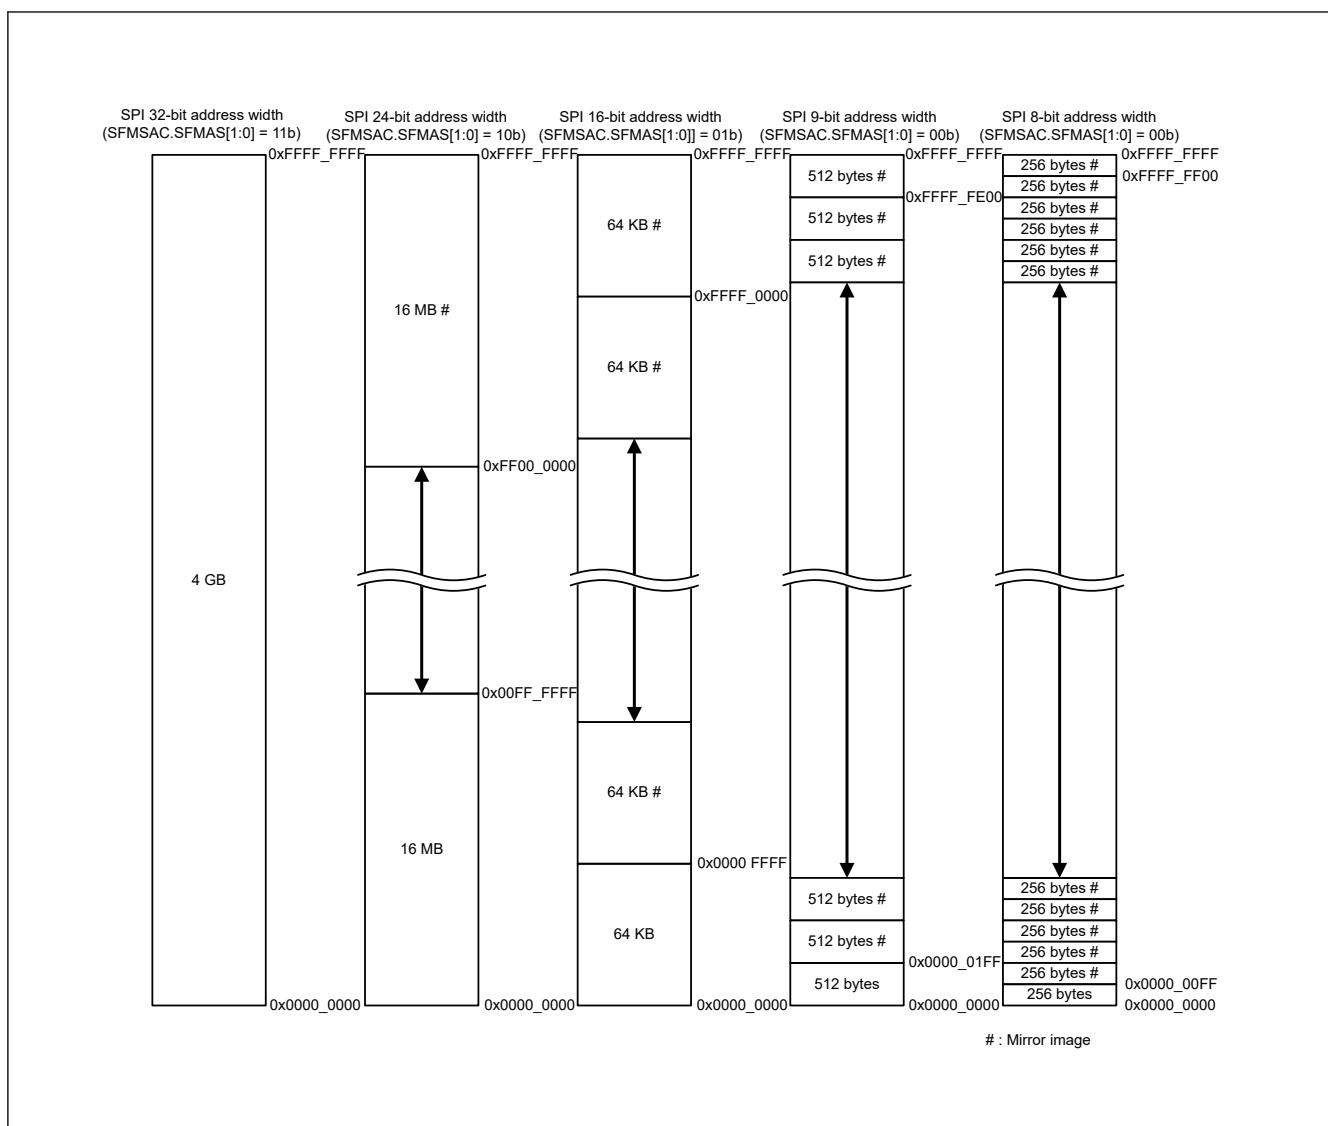 SPI 32-bit address width
(SFMSAC.SFMAS[1:0] = 11b)
SPI 24-bit address width
(SFMSAC.SFMAS[1:0] = 10b)
SPI 16-bit address width
(SFMSAC.SFMAS[1:0]] = 01b)
SPI 9-bit address width
(SFMSAC.SFMAS[1:0] = 00b)
SPI 8-bit address width
(SFMSAC.SFMAS[1:0] = 00b)
0xFFFF_FFFF
4 GB
0x0000_0000
0xFFFF_FFFF
16 MB #
0xFF00_0000
0x00FF_FFFF
16 MB
0x0000_0000
0xFFFF_FFFF
64 KB #
0xFFFF_0000
64 KB #
64 KB #
0x0000 FFFF
64 KB
0x0000_0000
0xFFFF_FFFF
512 bytes #
0xFFFF_FE00
512 bytes #
512 bytes #
512 bytes #
512 bytes #
0x0000_01FF
512 bytes
0x0000_0000
0xFFFF_FFFF
256 bytes #
0xFFFF_FF00
256 bytes #
256 bytes #
256 bytes #
256 bytes #
256 bytes #
256 bytes #
256 bytes #
256 bytes #
256 bytes #
256 bytes #
0x0000_00FF
256 bytes
0x0000_0000
# : Mirror image